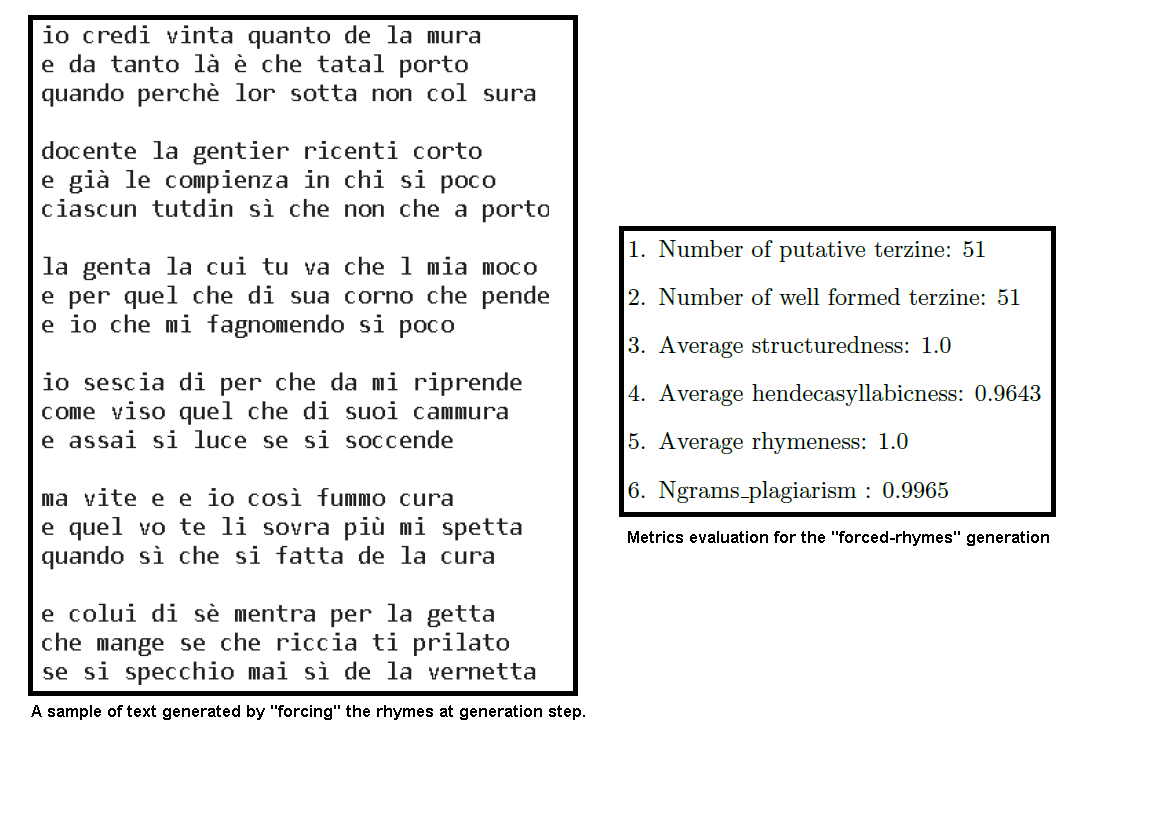 io credi vinta quanto de la mura
e da tanto là è che tatal porto
quando perchè lor sotta non col sura
docente la gentier ricenti corto
e già le compienza in chi si poco
ciascun tutdin sì che non che a porto
la genta la cui tu va che l mia moco
e per quel che di sua corno che pende
e io che mi fagnomendo si poco
io sescia di per che da mi riprende
come viso quel che di suoi cammura
e assai si luce se si soccende
ma vite e e io così fummo cura
e quel vo te li sovra più mi spetta
quando sì che si fatta de la cura
e colui di sè mentra per la getta
che mange se che riccia ti prilato
se si specchio mai sì de la vernetta
A sample of text generated by "forcing" the rhymes at generation step.
1. Number of putative terzine: 51
2. Number of well formed terzine: 51
3. Average structuredness: 1.0
4. Average hendecasyllabicness: 0.9643
5. Average rhymeness: 1.0
6. Ngrams_plagiarism : 0.9965
Metrics evaluation for the "forced-rhymes" generation